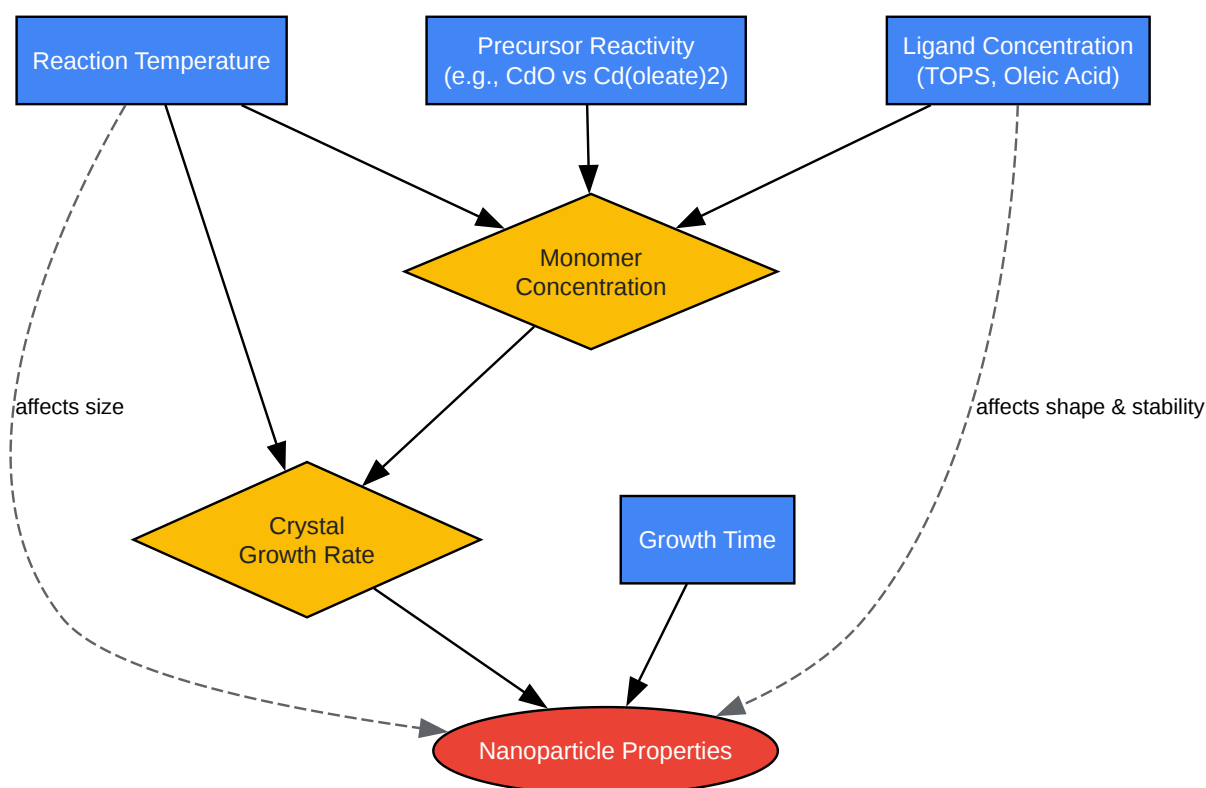 Reaction Temperature
Precursor Reactivity
(e.g., CdO vs Cd(oleate)2)
Ligand Concentration
(TOPS, Oleic Acid)
Monomer
Concentration
affects size
affects shape & stability
Crystal
Growth Rate
Growth Time
Nanoparticle Properties